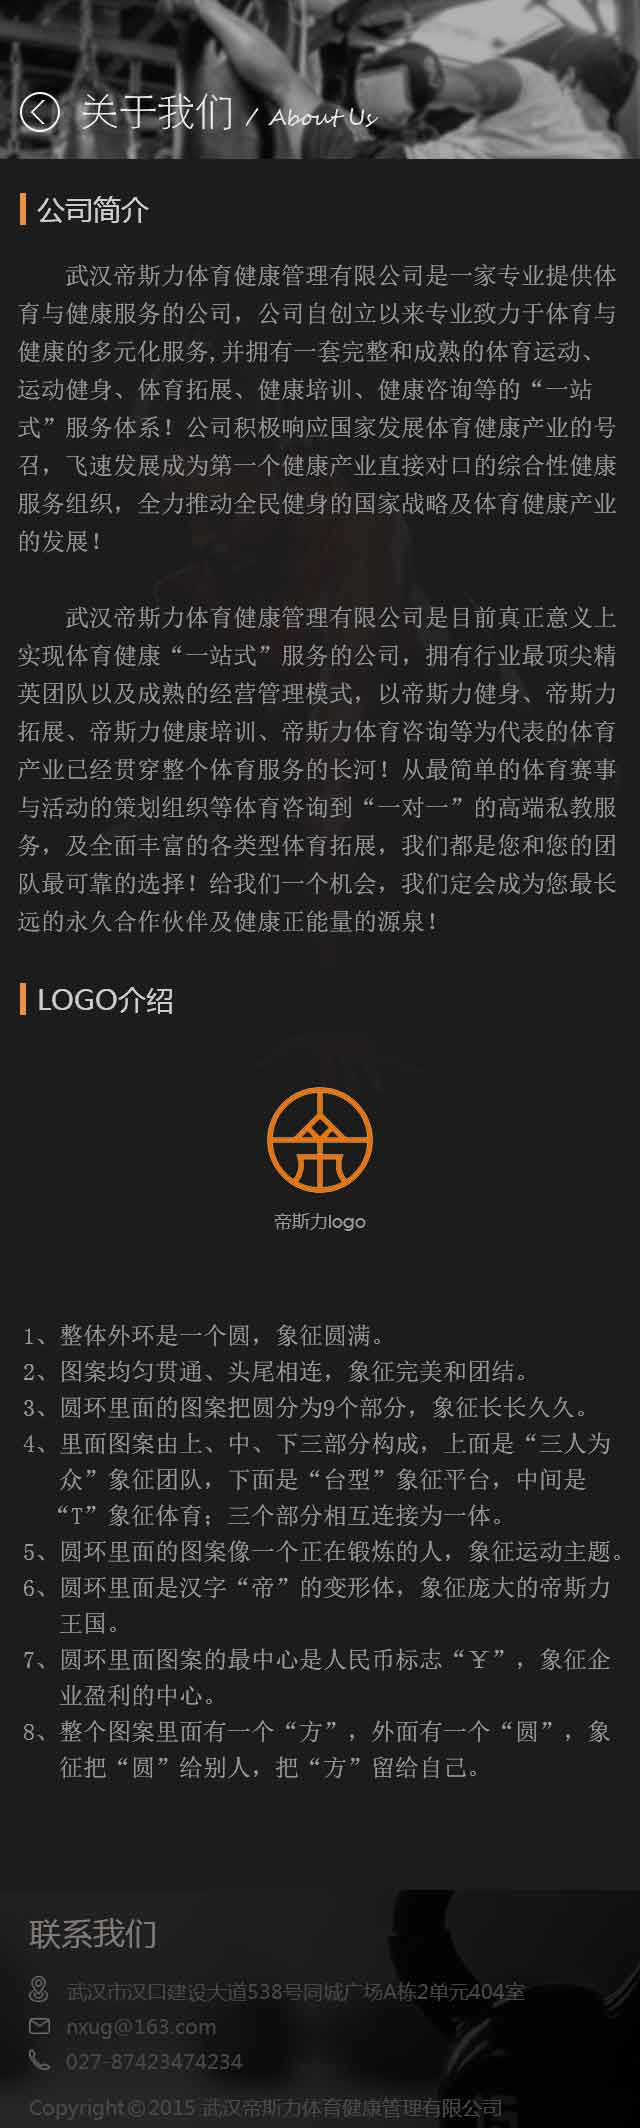 关于我们 / About Us
公司简介
武汉帝斯力体育健康管理有限公司是一家专业提供体
育与健康服务的公司，公司自创立以来专业致力于体育与
健康的多元化服务,并拥有一套完整和成熟的体育运动、
运动健身、体育拓展、健康培训、健康咨询等的“一站
式”服务体系！公司积极响应国家发展体育健康产业的号
召，飞速发展成为第一个健康产业直接对口的综合性健康
服务组织，全力推动全民健身的国家战略及体育健康产业
的发展！
武汉帝斯力体育健康管理有限公司是目前真正意义上
实现体育健康“一站式”服务的公司，拥有行业最顶尖精
英团队以及成熟的经营管理模式，以帝斯力健身、帝斯力
拓展、帝斯力健康培训、帝斯力体育咨询等为代表的体育
产业已经贯穿整个体育服务的长河！从最简单的体育赛事
与活动的策划组织等体育咨询到“一对一”的高端私教服
务，及全面丰富的各类型体育拓展，我们都是您和您的团
队最可靠的选择！给我们一个机会，我们定会成为您最长
远的永久合作伙伴及健康正能量的源泉！
LOGO介绍
帝斯力logo
1、整体外环是一个圆，象征圆满。
2、图案均匀贯通、头尾相连，象征完美和团结。
3、圆环里面的图案把圆分为9个部分，象征长长久久。
4、里面图案由上、中、下三部分构成，上面是“三人为
众”象征团队，下面是“台型”象征平台，中间是
“T”象征体育；三个部分相互连接为一体。
5、圆环里面的图案像一个正在锻炼的人，象征运动主题。
6、圆环里面是汉字“帝”的变形体，象征庞大的帝斯力
王国。
7、圆环里面图案的最中心是人民币标志“￥”，象征企
业盈利的中心。
8、整个图案里面有一个“方”，外面有一个“圆”，象
征把“圆”给别人，把“方”留给自己。
联系我们
武汉市汉口建设大道538号同城广场A栋2单元404室
nxug@163.com
027-87423474234
Copyright©2015 武汉帝斯力体育健康管理有限公司